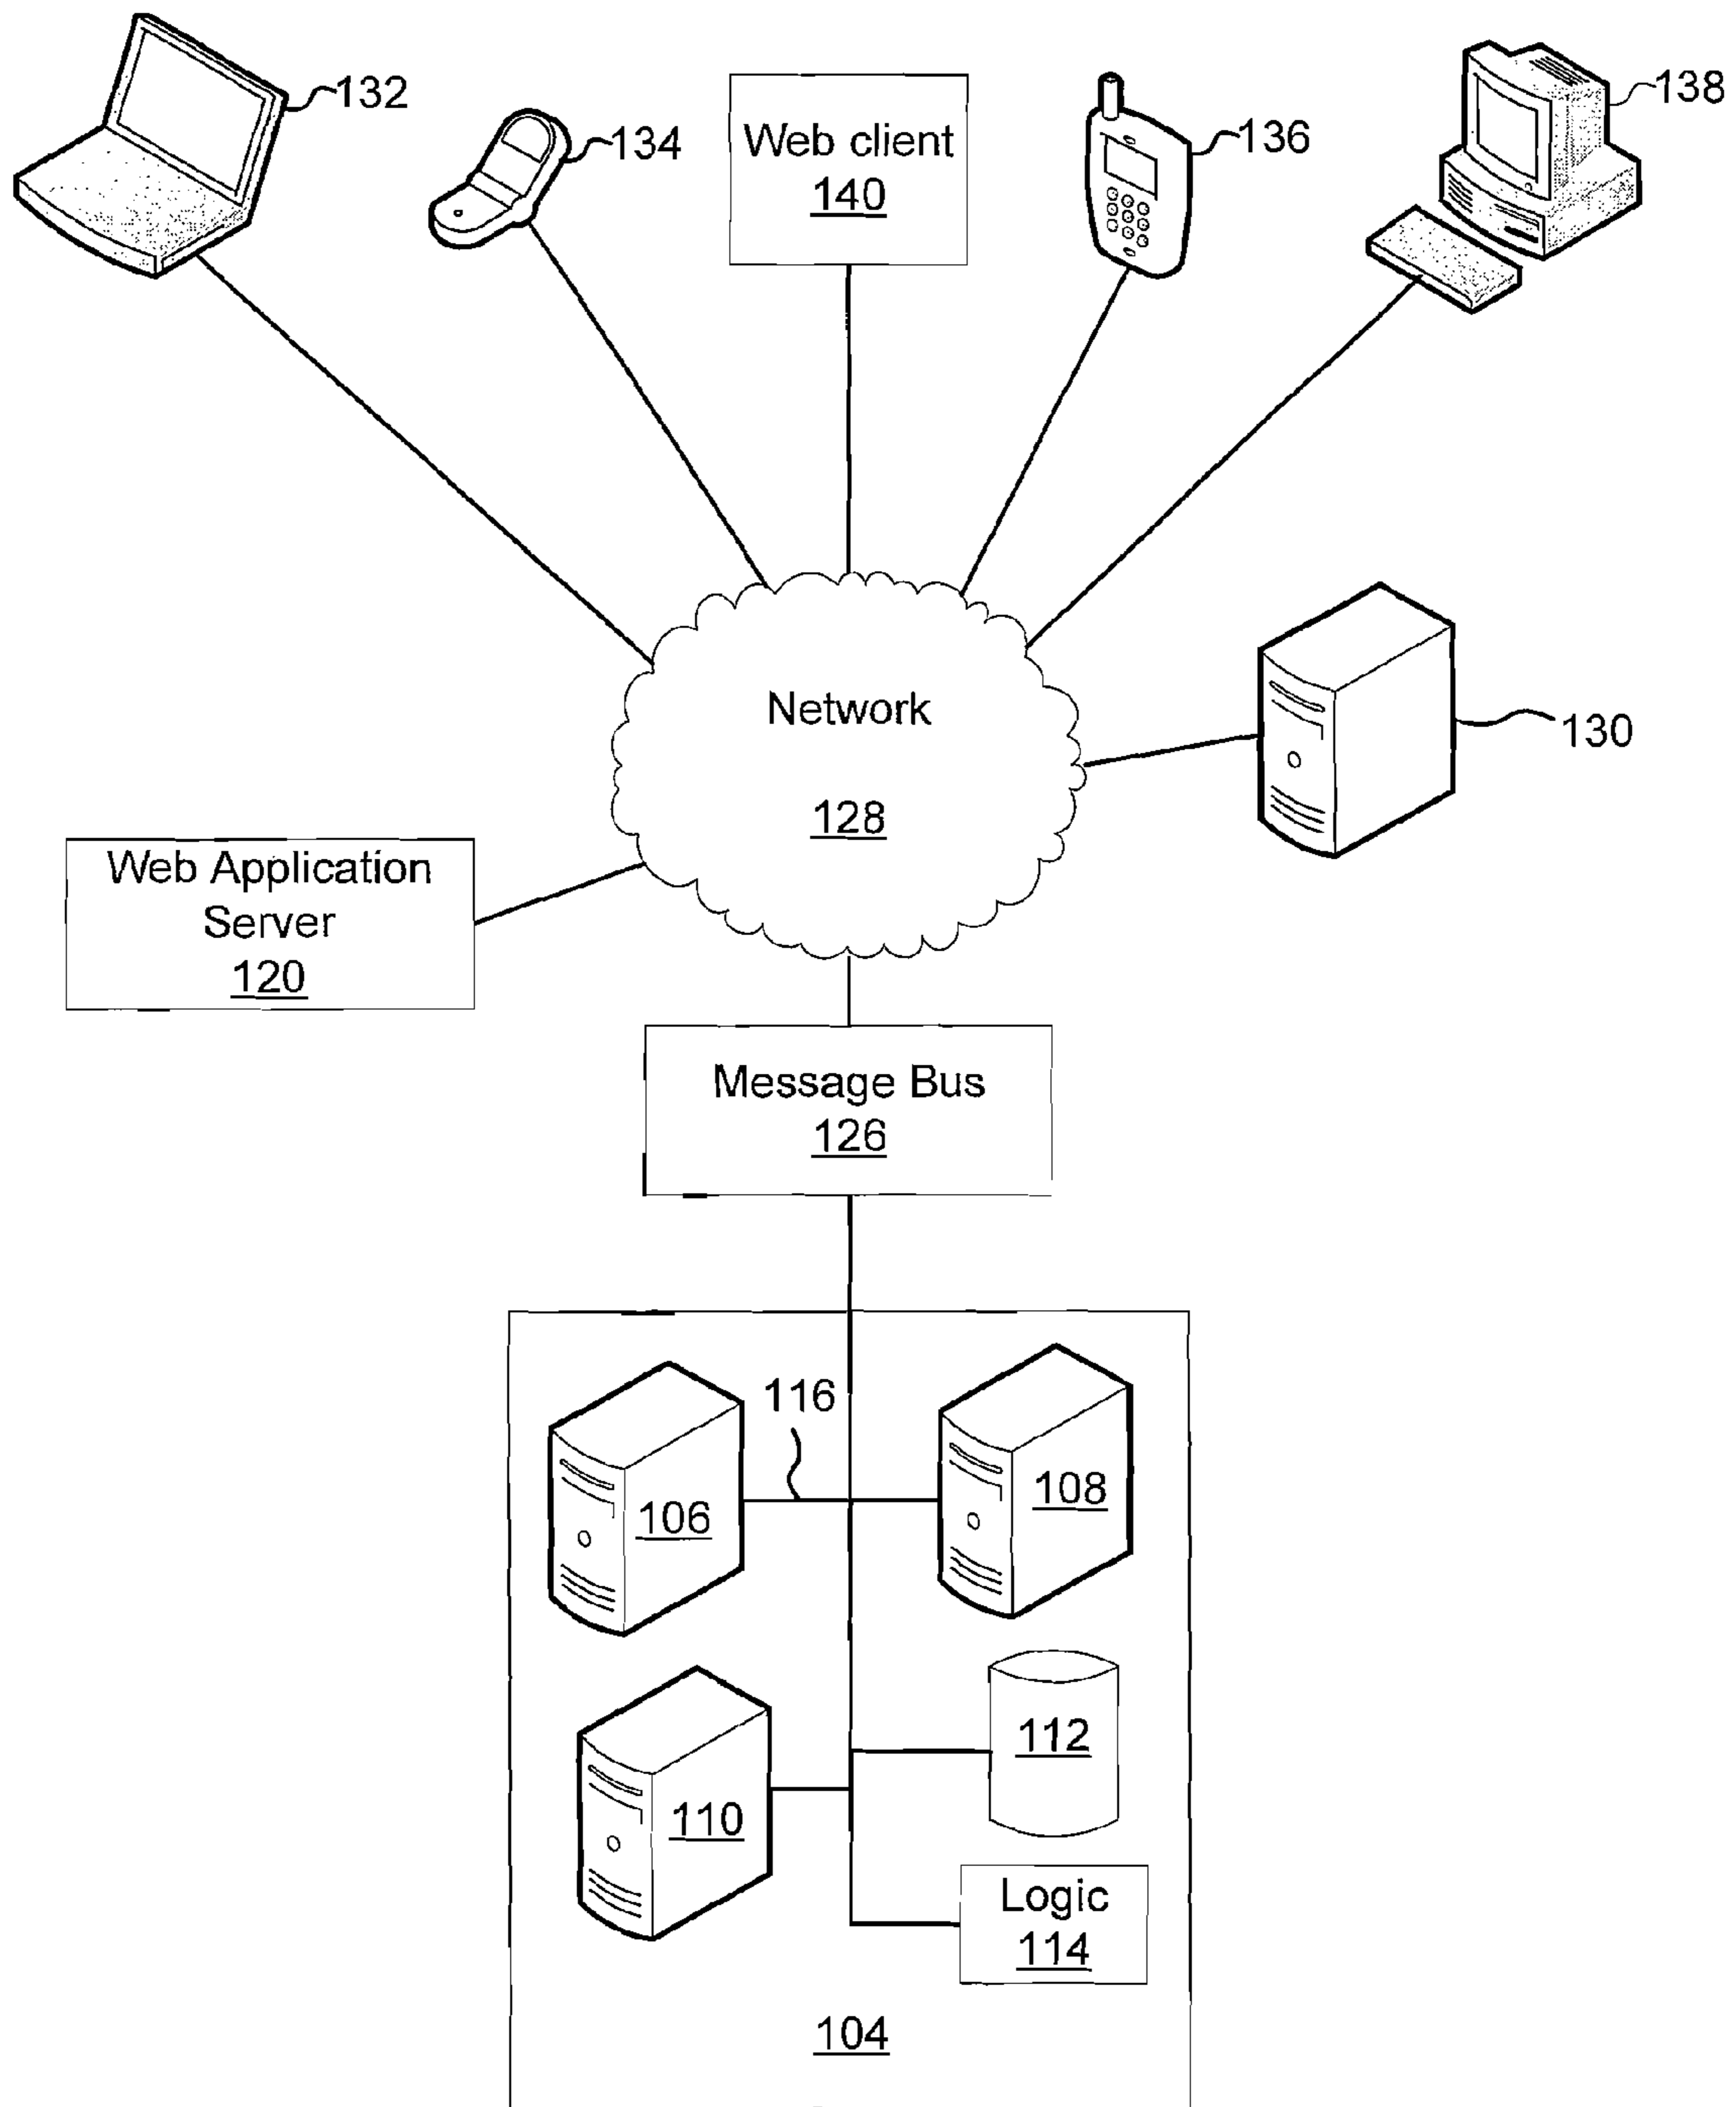 132
134
Web client
140
136
138
Network
128
130
Web Application
Server
120
Message Bus
126
116
106
108
112
110
Logic
114
104